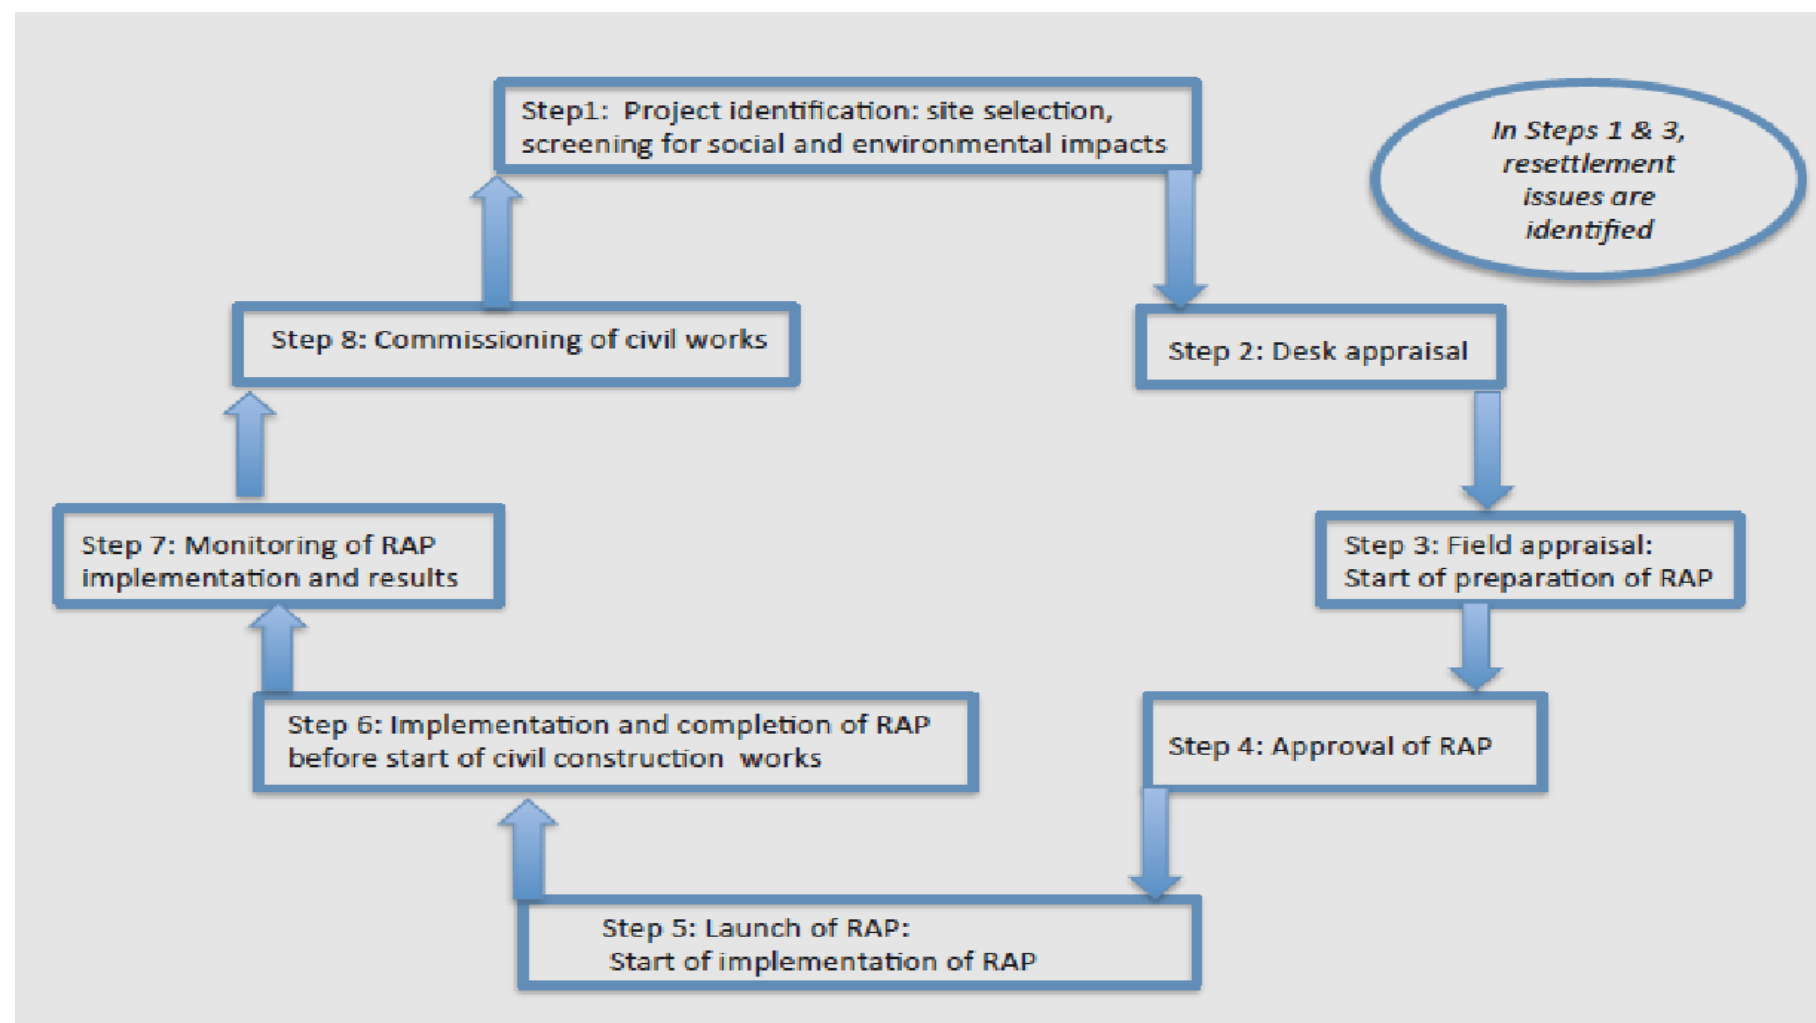 Step1:  Project identification: site selection,
screening for social and environmental impacts
In Steps 1 & 3,
resettlement
issues are
identified
Step 2: Desk appraisal
Step 3: Field appraisal:
Start of preparation of RAP
Step 4: Approval of RAP
Step 5: Launch of RAP:
Start of implementation of RAP
Step 6: Implementation and completion of RAP
before start of civil construction  works
Step 7: Monitoring of RAP
implementation and results
Step 8: Commissioning of civil works